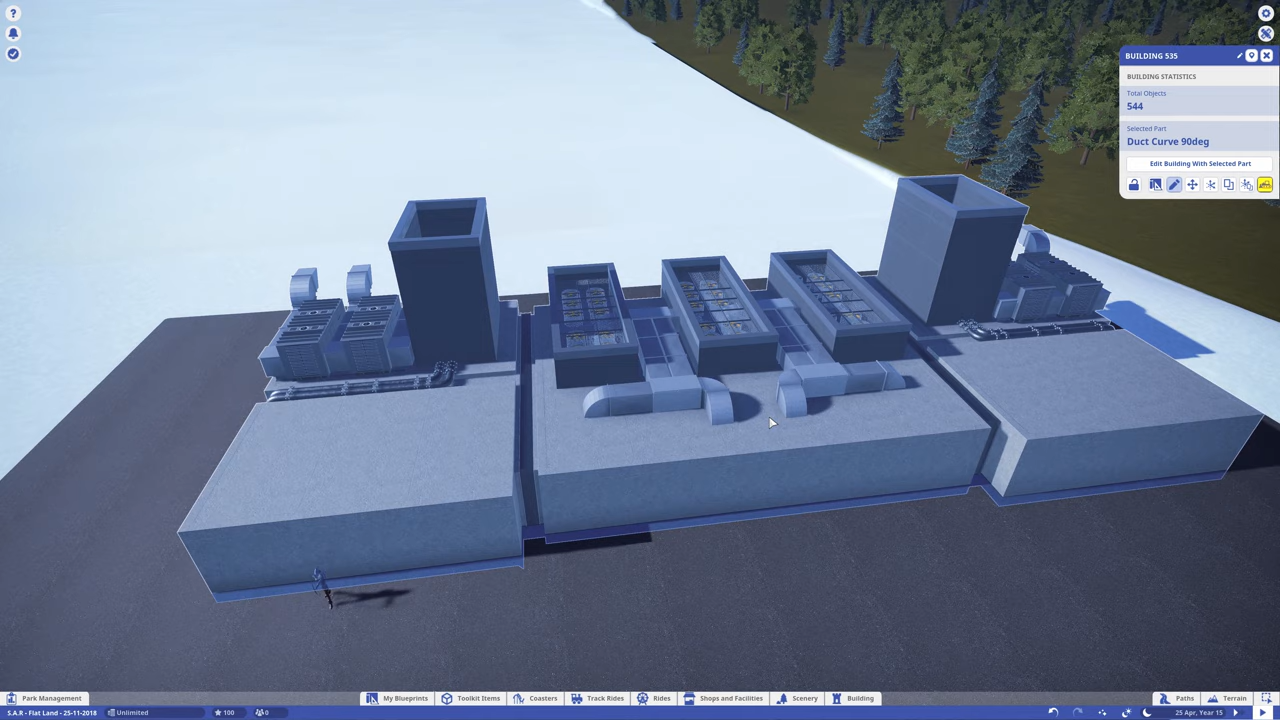 ?
BUILDING 535
BUILDING STATISTICS
Total Objects
544
Selected Part
Duct Curve 90deg
Edit Building With Selected Part
Park Management
My Blueprints
Toolkit Items
Coasters
Track Rides
Rides
Shops and Facilities
Scenery
Building
Paths
Terrain
S.A.R - Flat Land - 25-11-2018
Unlimited
100
0
25 Apr, Year 15